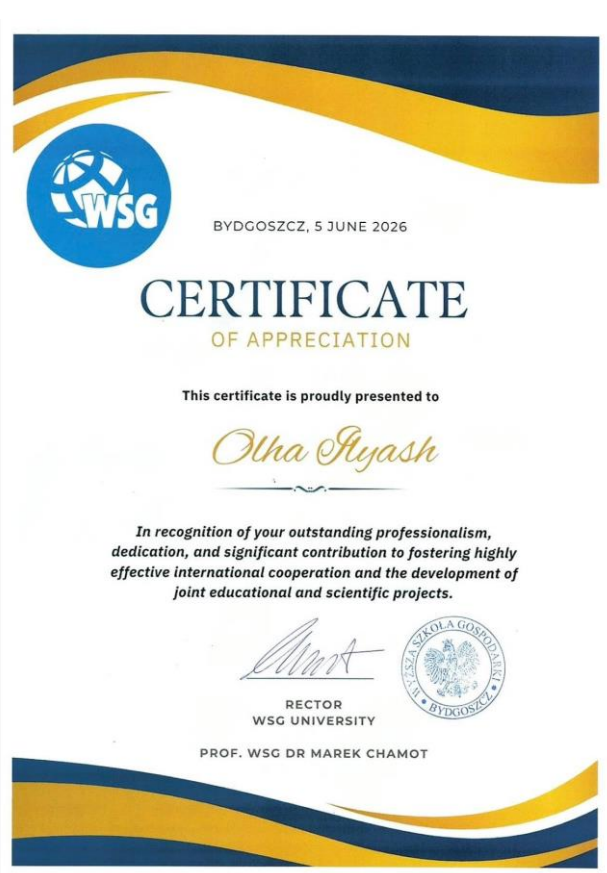 WSG
BYDGOSZCZ, 5 JUNE 2026
CERTIFICATE
OF APPRECIATION
This certificate is proudly presented to
Olha Ilyash
In recognition of your outstanding professionalism,
dedication, and significant contribution to fostering highly
effective international cooperation and the development of
joint educational and scientific projects.
WYŻSZA SZKOŁA GOSPODARKI
BYDGOSZCZ
RECTOR
WSG UNIVERSITY
PROF. WSG DR MAREK CHAMOT